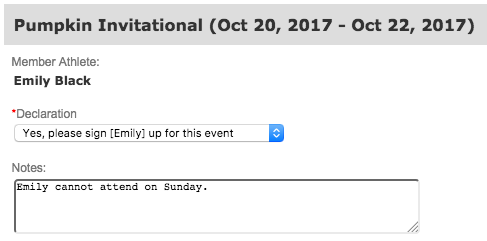 Pumpkin Invitational (Oct 20, 2017 - Oct 22, 2017)
Member Athlete:
Emily Black
*Declaration
Yes, please sign [Emily] up for this event
Notes:
Emily cannot attend on Sunday.